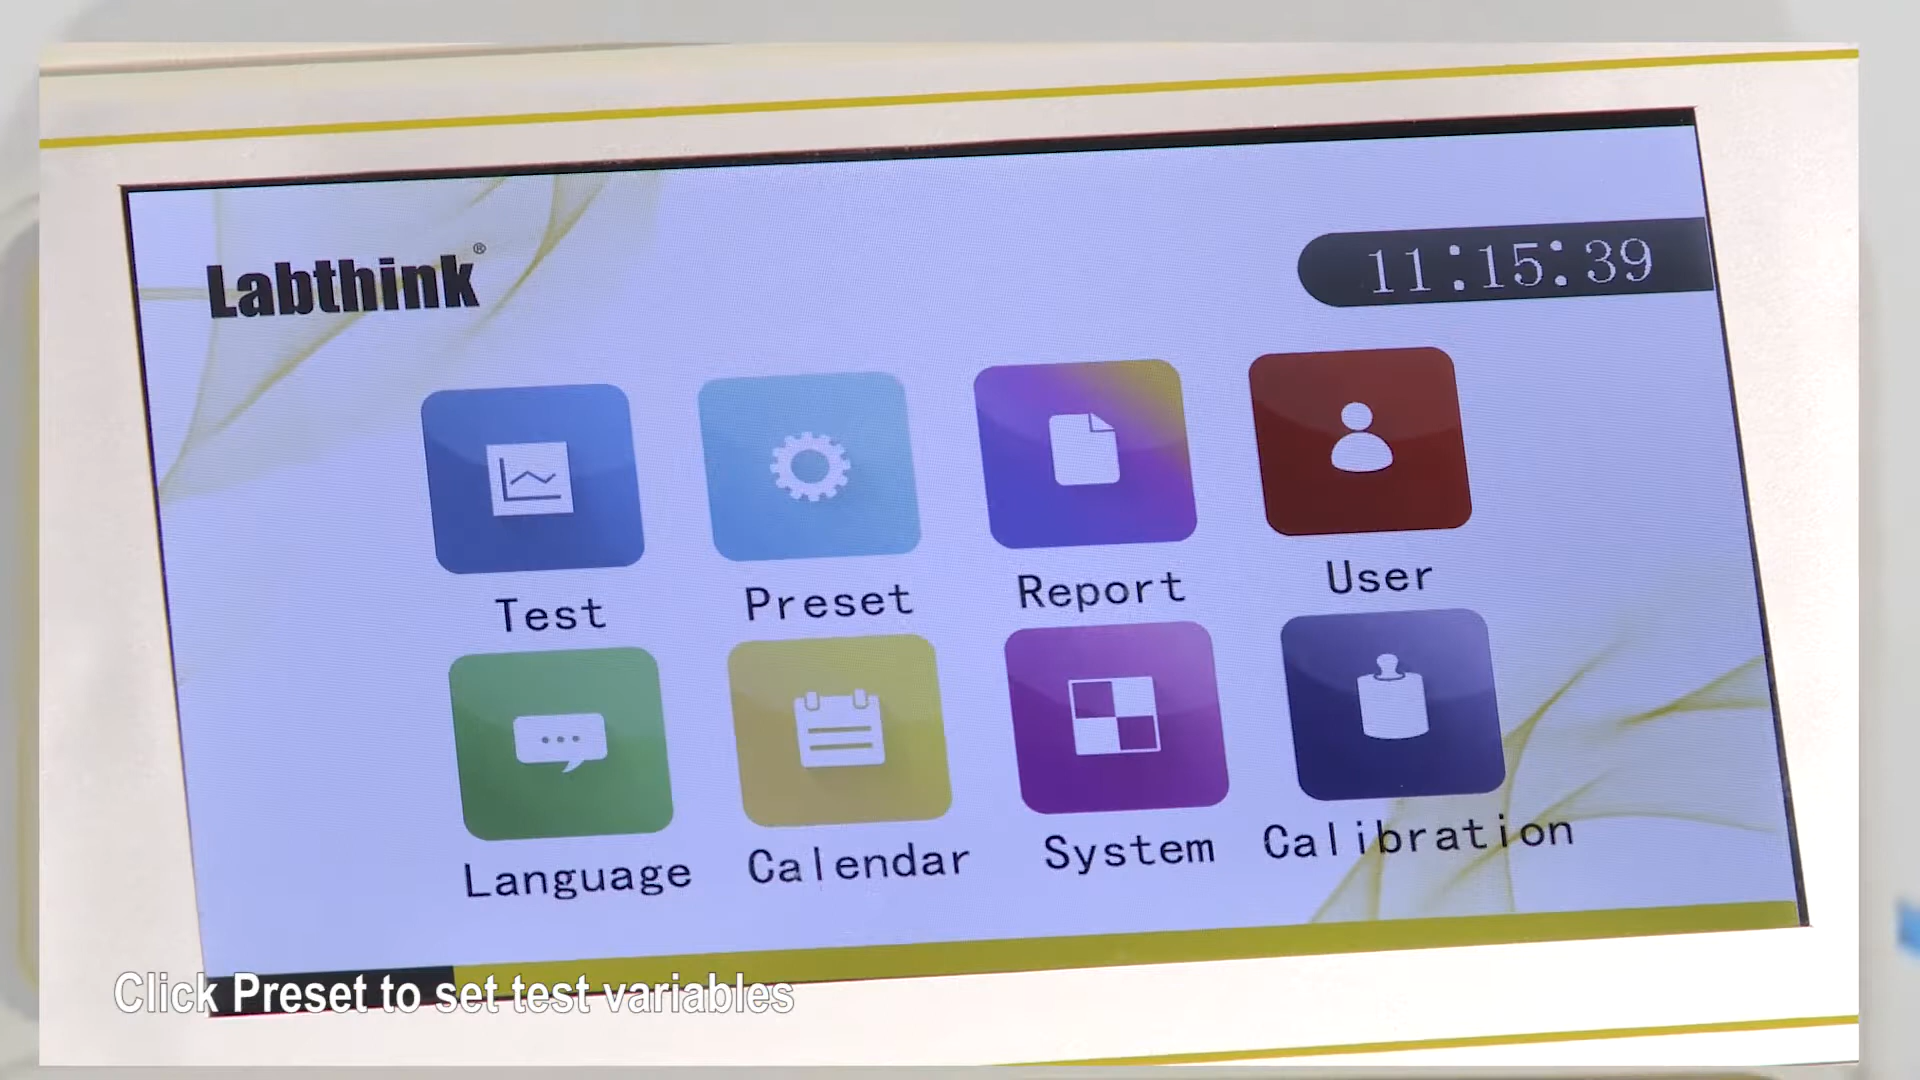 Labthink®
11:15:39
Test
Preset
Report
User
Language
Calendar
System
Calibration
Click Preset to set test variables